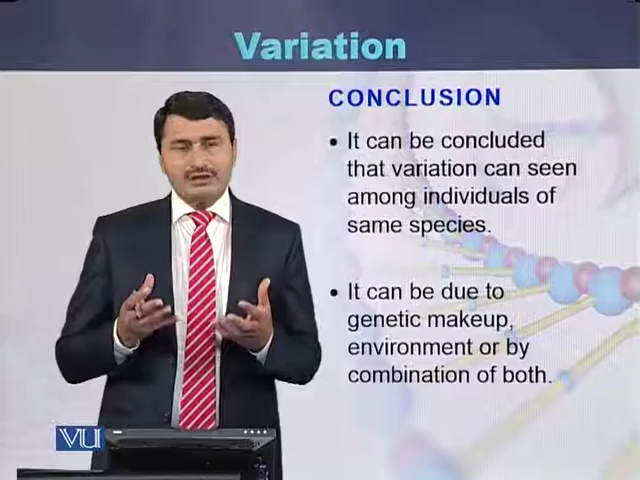 Variation
CONCLUSION
• It can be concluded
that variation can seen
among individuals of
same species.
• It can be due to
genetic makeup,
environment or by
combination of both.
VU